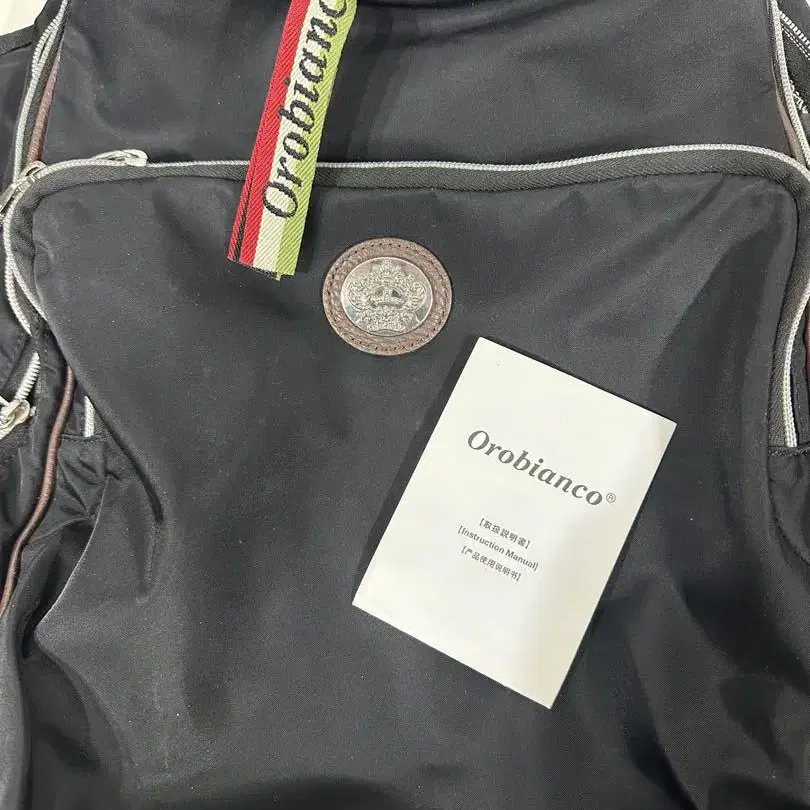 Orobianco
Orobianco®
【取扱説明書】
[Instruction Manual]
【产品使用说明书】